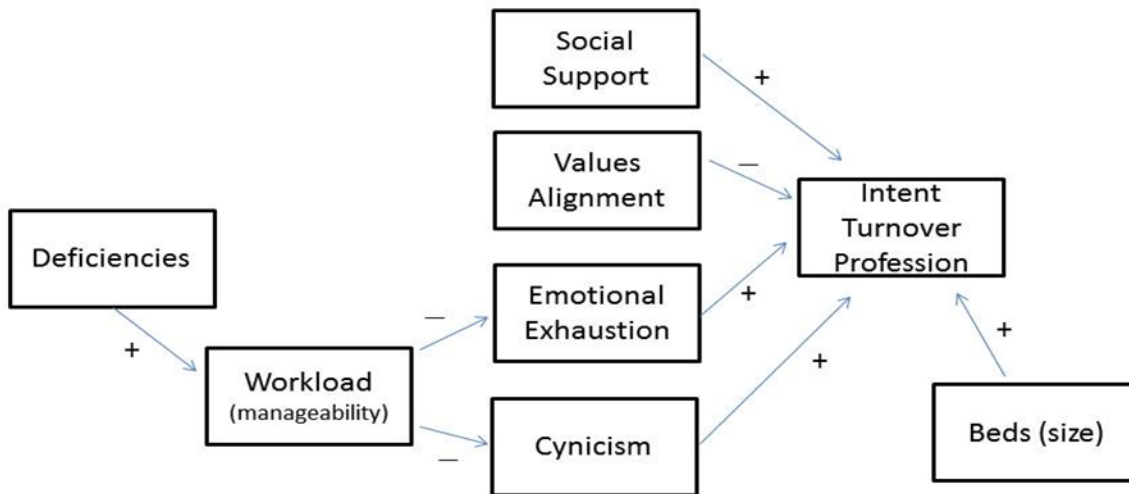 Social
Support
+
Values
Alignment
—
Intent
Turnover
Profession
Deficiencies
+
Emotional
Exhaustion
—
+
Workload
(manageability)
+
+
Cynicism
—
Beds (size)